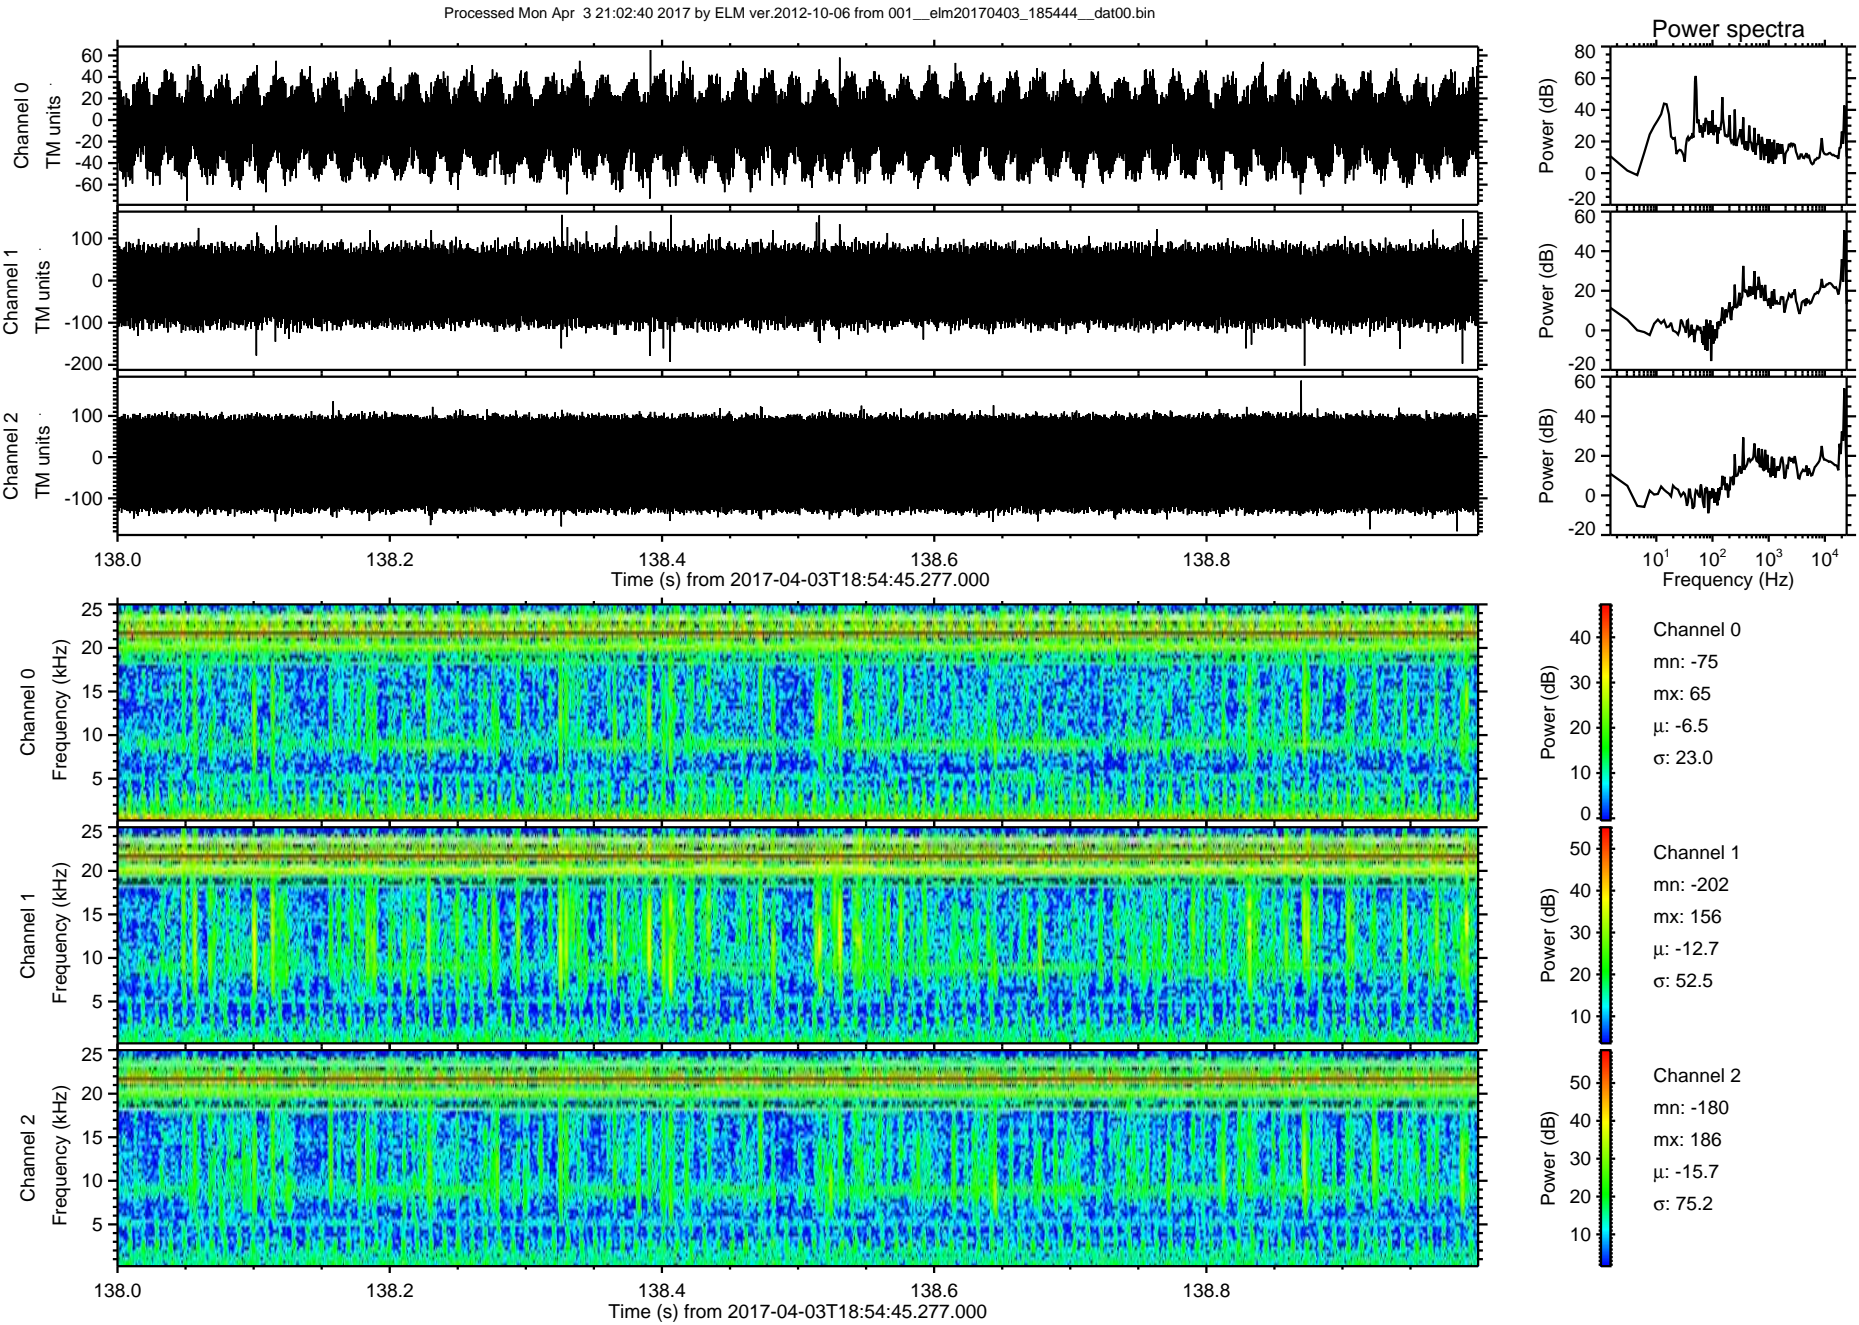 Processed Mon Apr  3 21:02:40 2017 by ELM ver.2012-10-06 from 001__elm20170403_185444__dat00.bin
Power spectra
Channel 0
TM units
60
40
20
0
-20
-40
-60
Power (dB)
80
60
40
20
0
-20
Channel 1
TM units
100
0
-100
-200
Power (dB)
60
40
20
0
-20
Channel 2
TM units
100
0
-100
Power (dB)
60
40
20
0
-20
138.0
138.2
138.4
138.6
138.8
Time (s) from 2017-04-03T18:54:45.277.000
10^1
10^2
10^3
10^4
Frequency (Hz)
Channel 0
Frequency (kHz)
25
20
15
10
5
Power (dB)
40
30
20
10
0
Channel 0
mn: -75
mx: 65
μ: -6.5
σ: 23.0
Channel 1
Frequency (kHz)
25
20
15
10
5
Power (dB)
50
40
30
20
10
Channel 1
mn: -202
mx: 156
μ: -12.7
σ: 52.5
Channel 2
Frequency (kHz)
25
20
15
10
5
Power (dB)
50
40
30
20
10
Channel 2
mn: -180
mx: 186
μ: -15.7
σ: 75.2
138.0
138.2
138.4
138.6
138.8
Time (s) from 2017-04-03T18:54:45.277.000